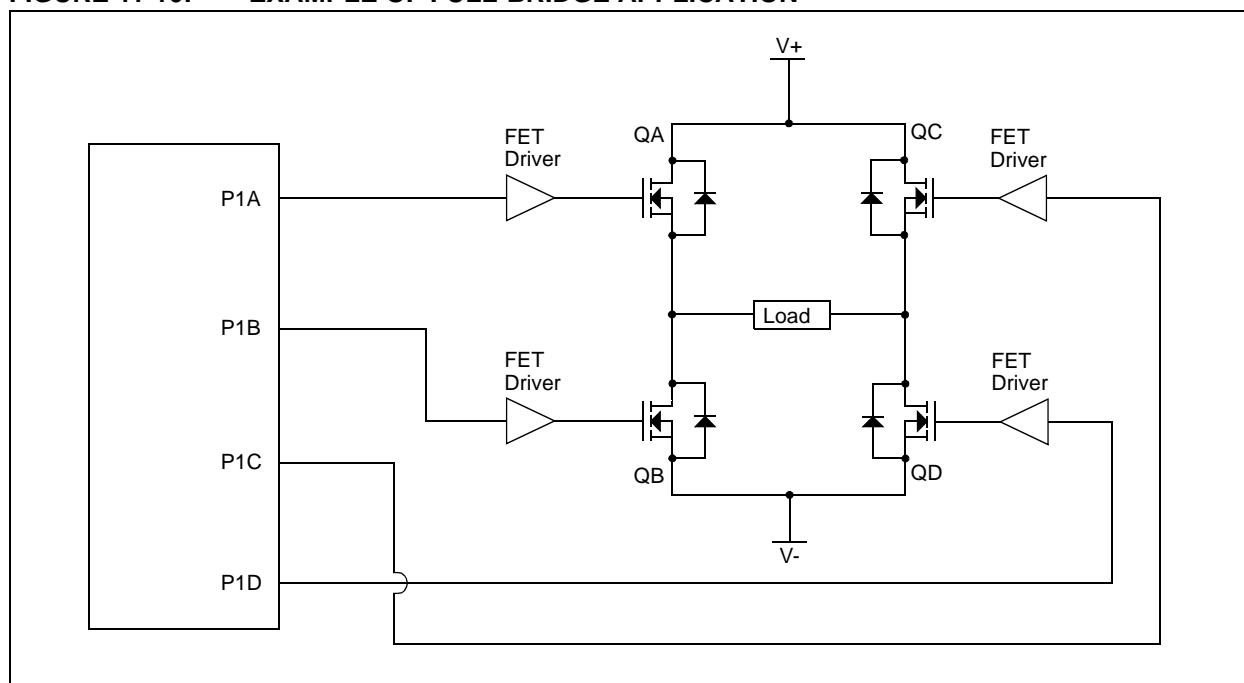 V+
QA
QC
FET
Driver
FET
Driver
P1A
P1B
Load
FET
Driver
FET
Driver
P1C
QB
QD
V-
P1D